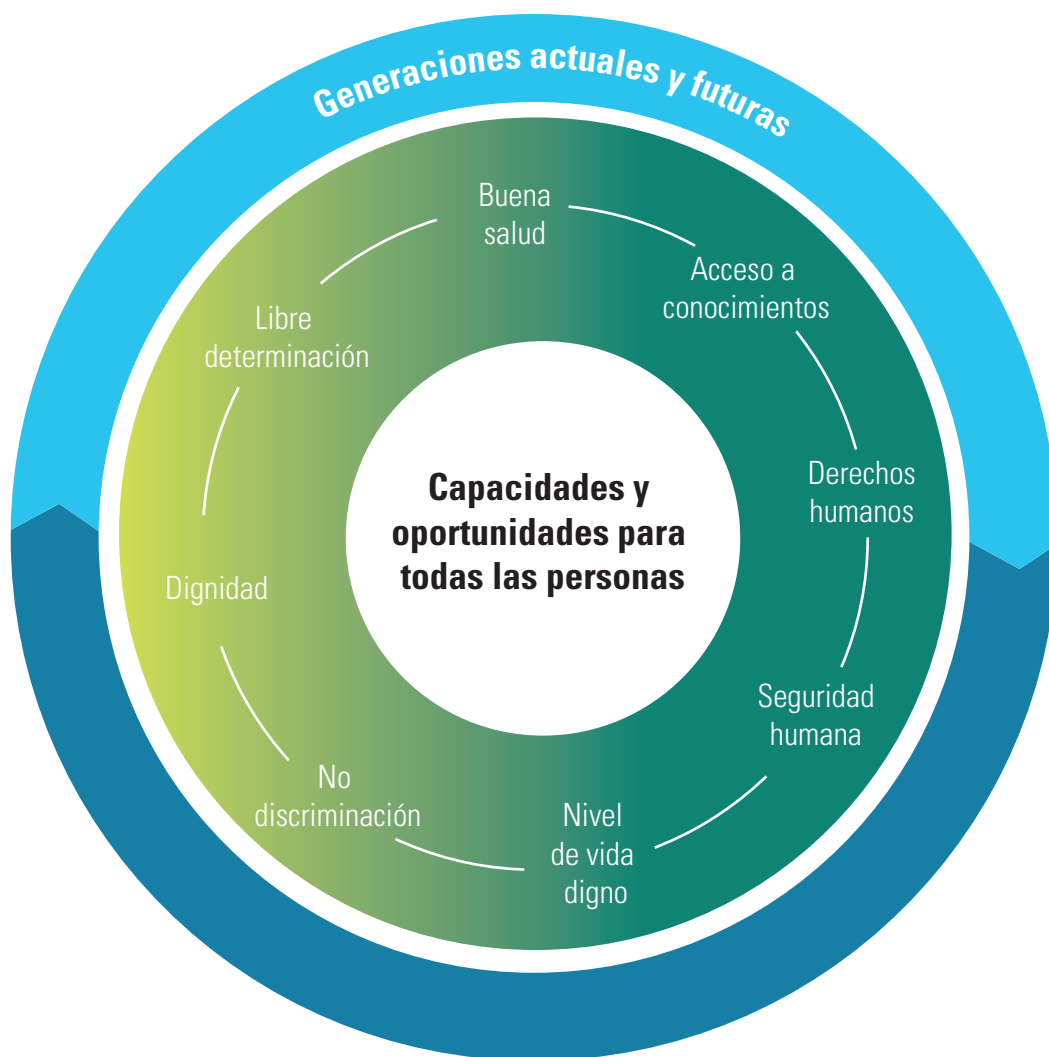 Generaciones actuales y futuras
Buena
salud
Acceso a
conocimientos
Derechos
humanos
Seguridad
humana
Nivel
de vida
digno
No
discriminación
Dignidad
Libre
determinación
Capacidades y
oportunidades para
todas las personas